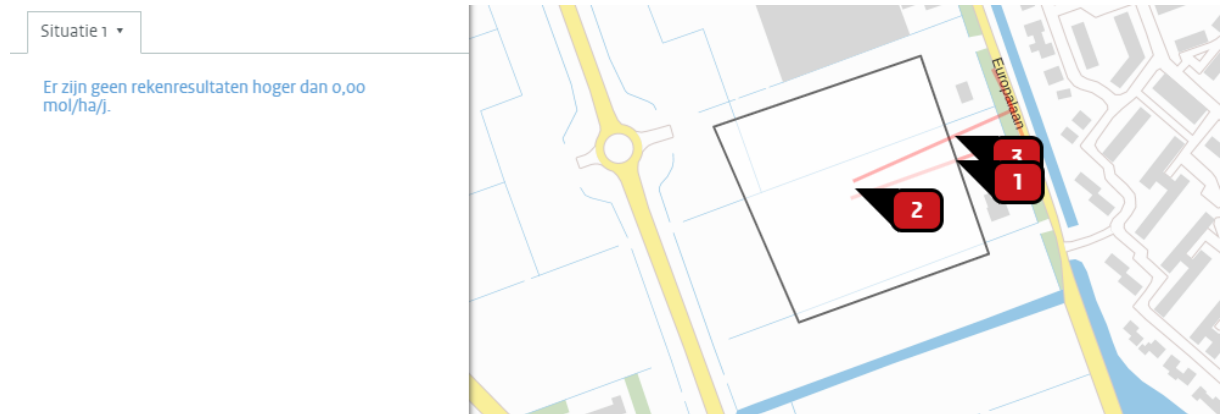 Situatie 1
Er zijn geen rekenresultaten hoger dan 0,00
mol/ha/j.
Europalaan
3
1
2